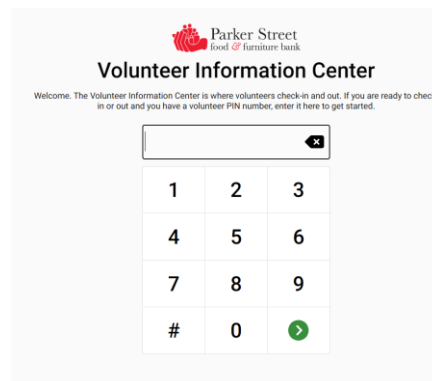 Parker Street
food & furniture bank
Volunteer Information Center
Welcome. The Volunteer Information Center is where volunteers check-in and out. If you are ready to chec
in or out and you have a volunteer PIN number, enter it here to get started.
1 2 3
4 5 6
7 8 9
# 0